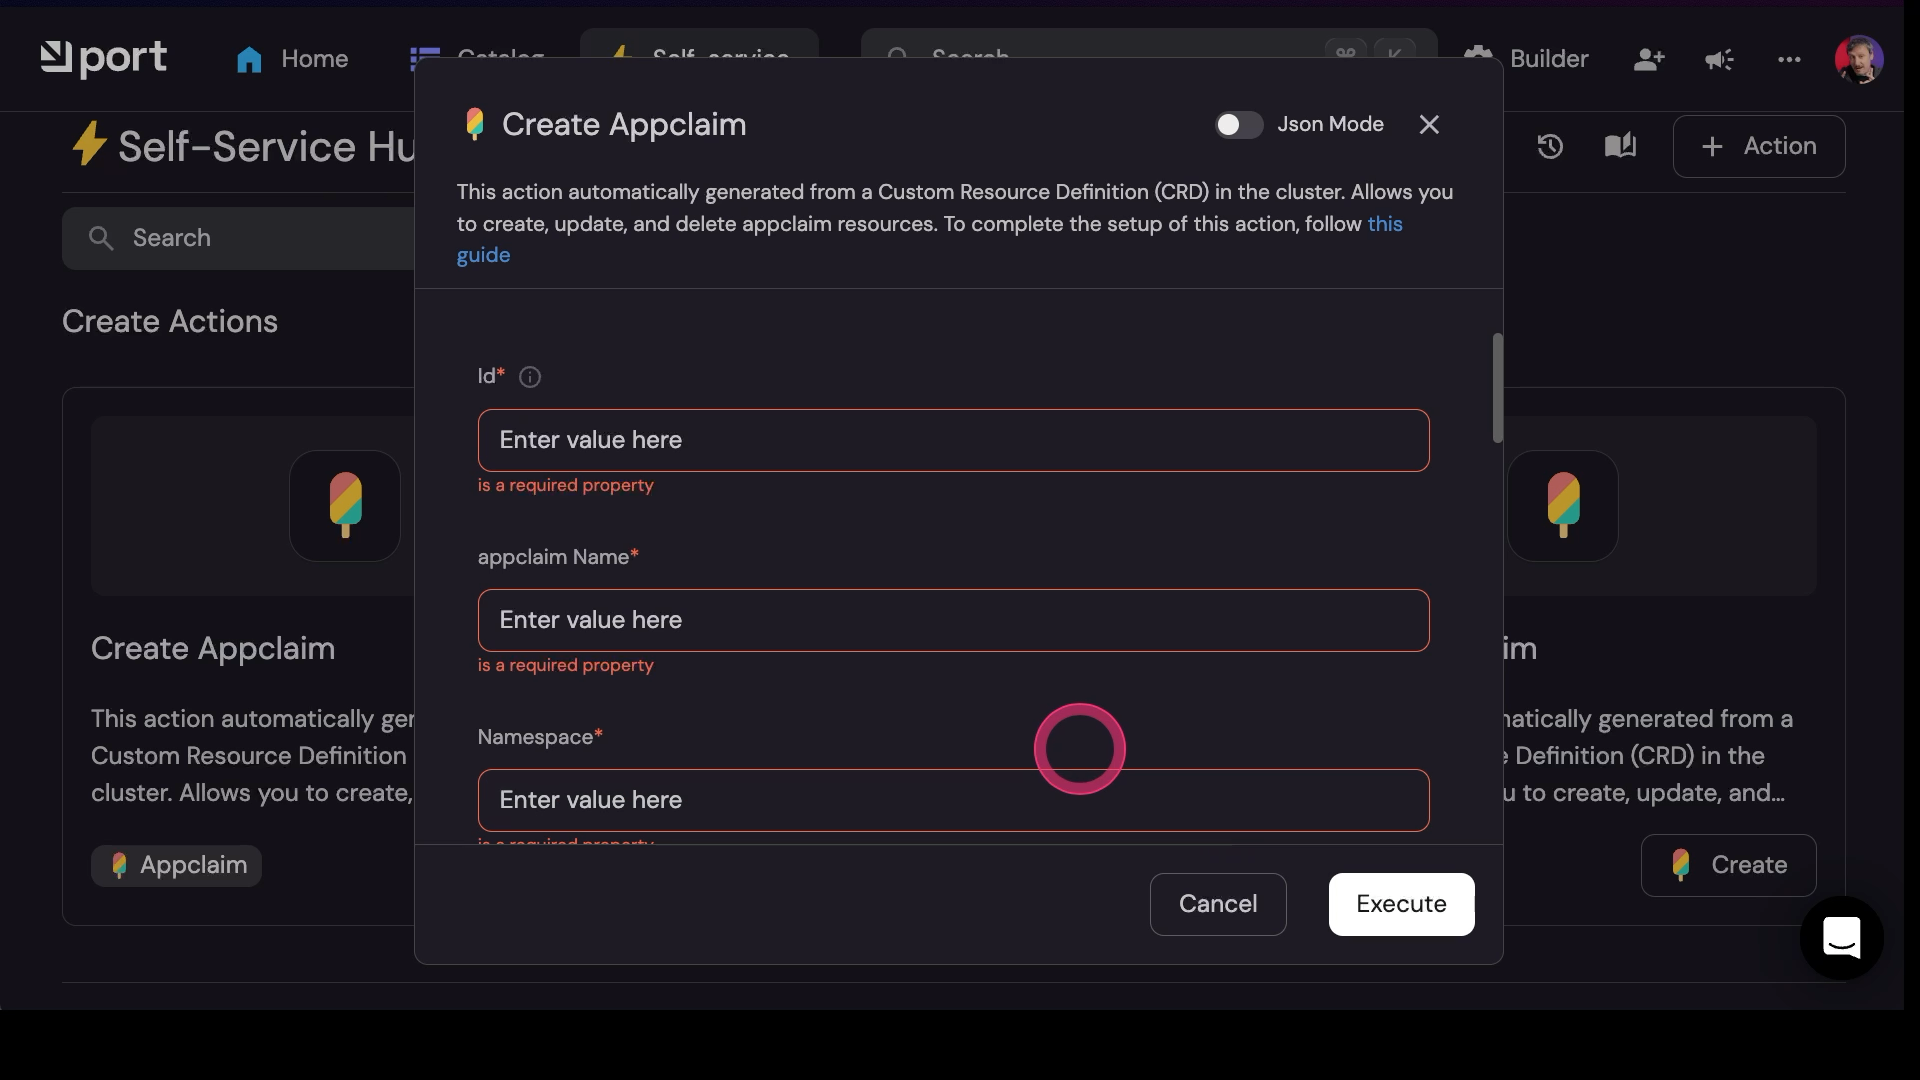 port
Home
Catalog
Self-service
Search
⌘ K
Builder
Self-Service Hu
Action
Search
Create Actions
Create Appclaim
Json Mode
This action automatically generated from a Custom Resource Definition (CRD) in the cluster. Allows you
to create, update, and delete appclaim resources. To complete the setup of this action, follow this
guide
Id*
Enter value here
is a required property
appclaim Name*
Enter value here
is a required property
Namespace*
Enter value here
is a required property
Cancel
Execute
Create Appclaim
This action automatically ger
Custom Resource Definition
cluster. Allows you to create,
Appclaim
im
natically generated from a
e Definition (CRD) in the
u to create, update, and...
Create